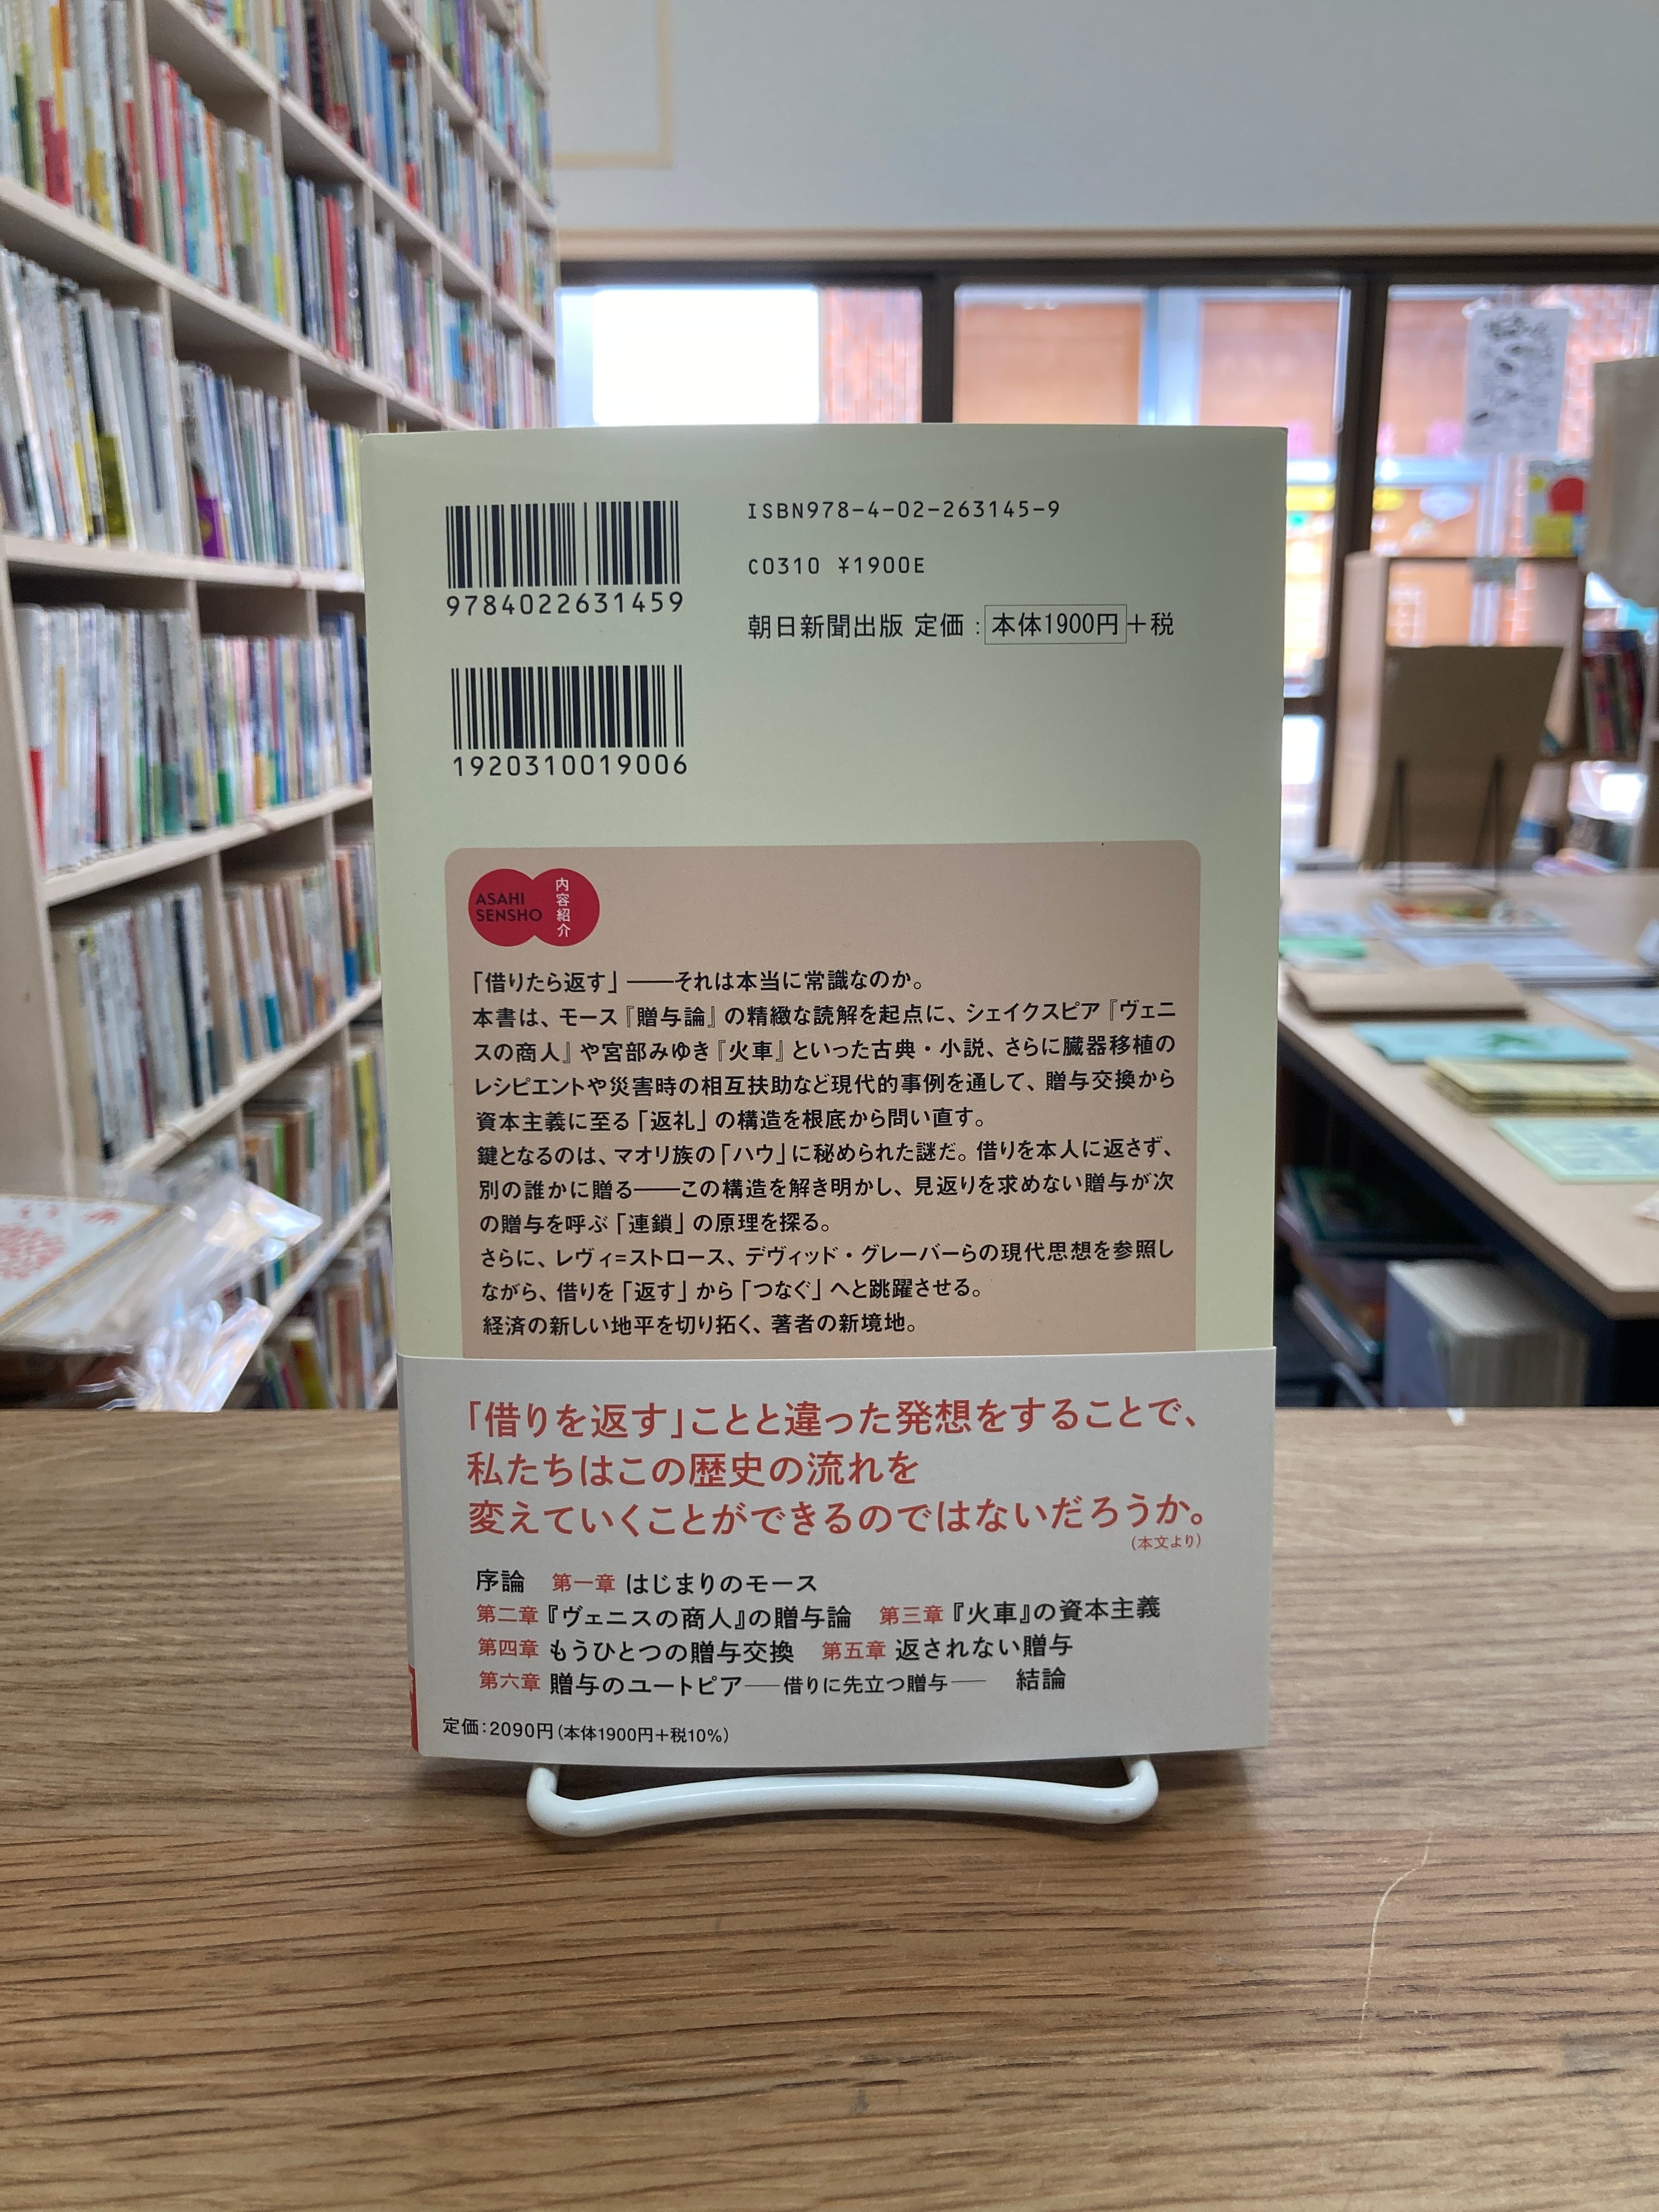 9784022631459
1920310019006
ISBN978-4-02-263145-9
C0310 ¥1900E
朝日新聞出版 定価：本体1900円＋税
ASAHI
SENSHO
内容紹介
「借りたら返す」──それは本当に常識なのか。
本書は、モース『贈与論』の精緻な読解を起点に、シェイクスピア『ヴェニ
スの商人』や宮部みゆき『火車』といった古典・小説、さらに臓器移植の
レシピエントや災害時の相互扶助など現代的事例を通して、贈与交換から
資本主義に至る「返礼」の構造を根底から問い直す。
鍵となるのは、マオリ族の「ハウ」に秘められた謎だ。借りを本人に返さず、
別の誰かに贈る──この構造を解き明かし、見返りを求めない贈与が次
の贈与を呼ぶ「連鎖」の原理を探る。
さらに、レヴィ=ストロース、デヴィッド・グレーバーらの現代思想を参照し
ながら、借りを「返す」から「つなぐ」へと跳躍させる。
経済の新しい地平を切り拓く、著者の新境地。
「借りを返す」ことと違った発想をすることで、
私たちはこの歴史の流れを
変えていくことができるのではないだろうか。
（本文より）
序論　第一章 はじまりのモース
第二章『ヴェニスの商人』の贈与論　第三章『火車』の資本主義
第四章 もうひとつの贈与交換　第五章 返されない贈与
第六章 贈与のユートピア──借りに先立つ贈与──　結論
定価：2090円（本体1900円＋税10%）